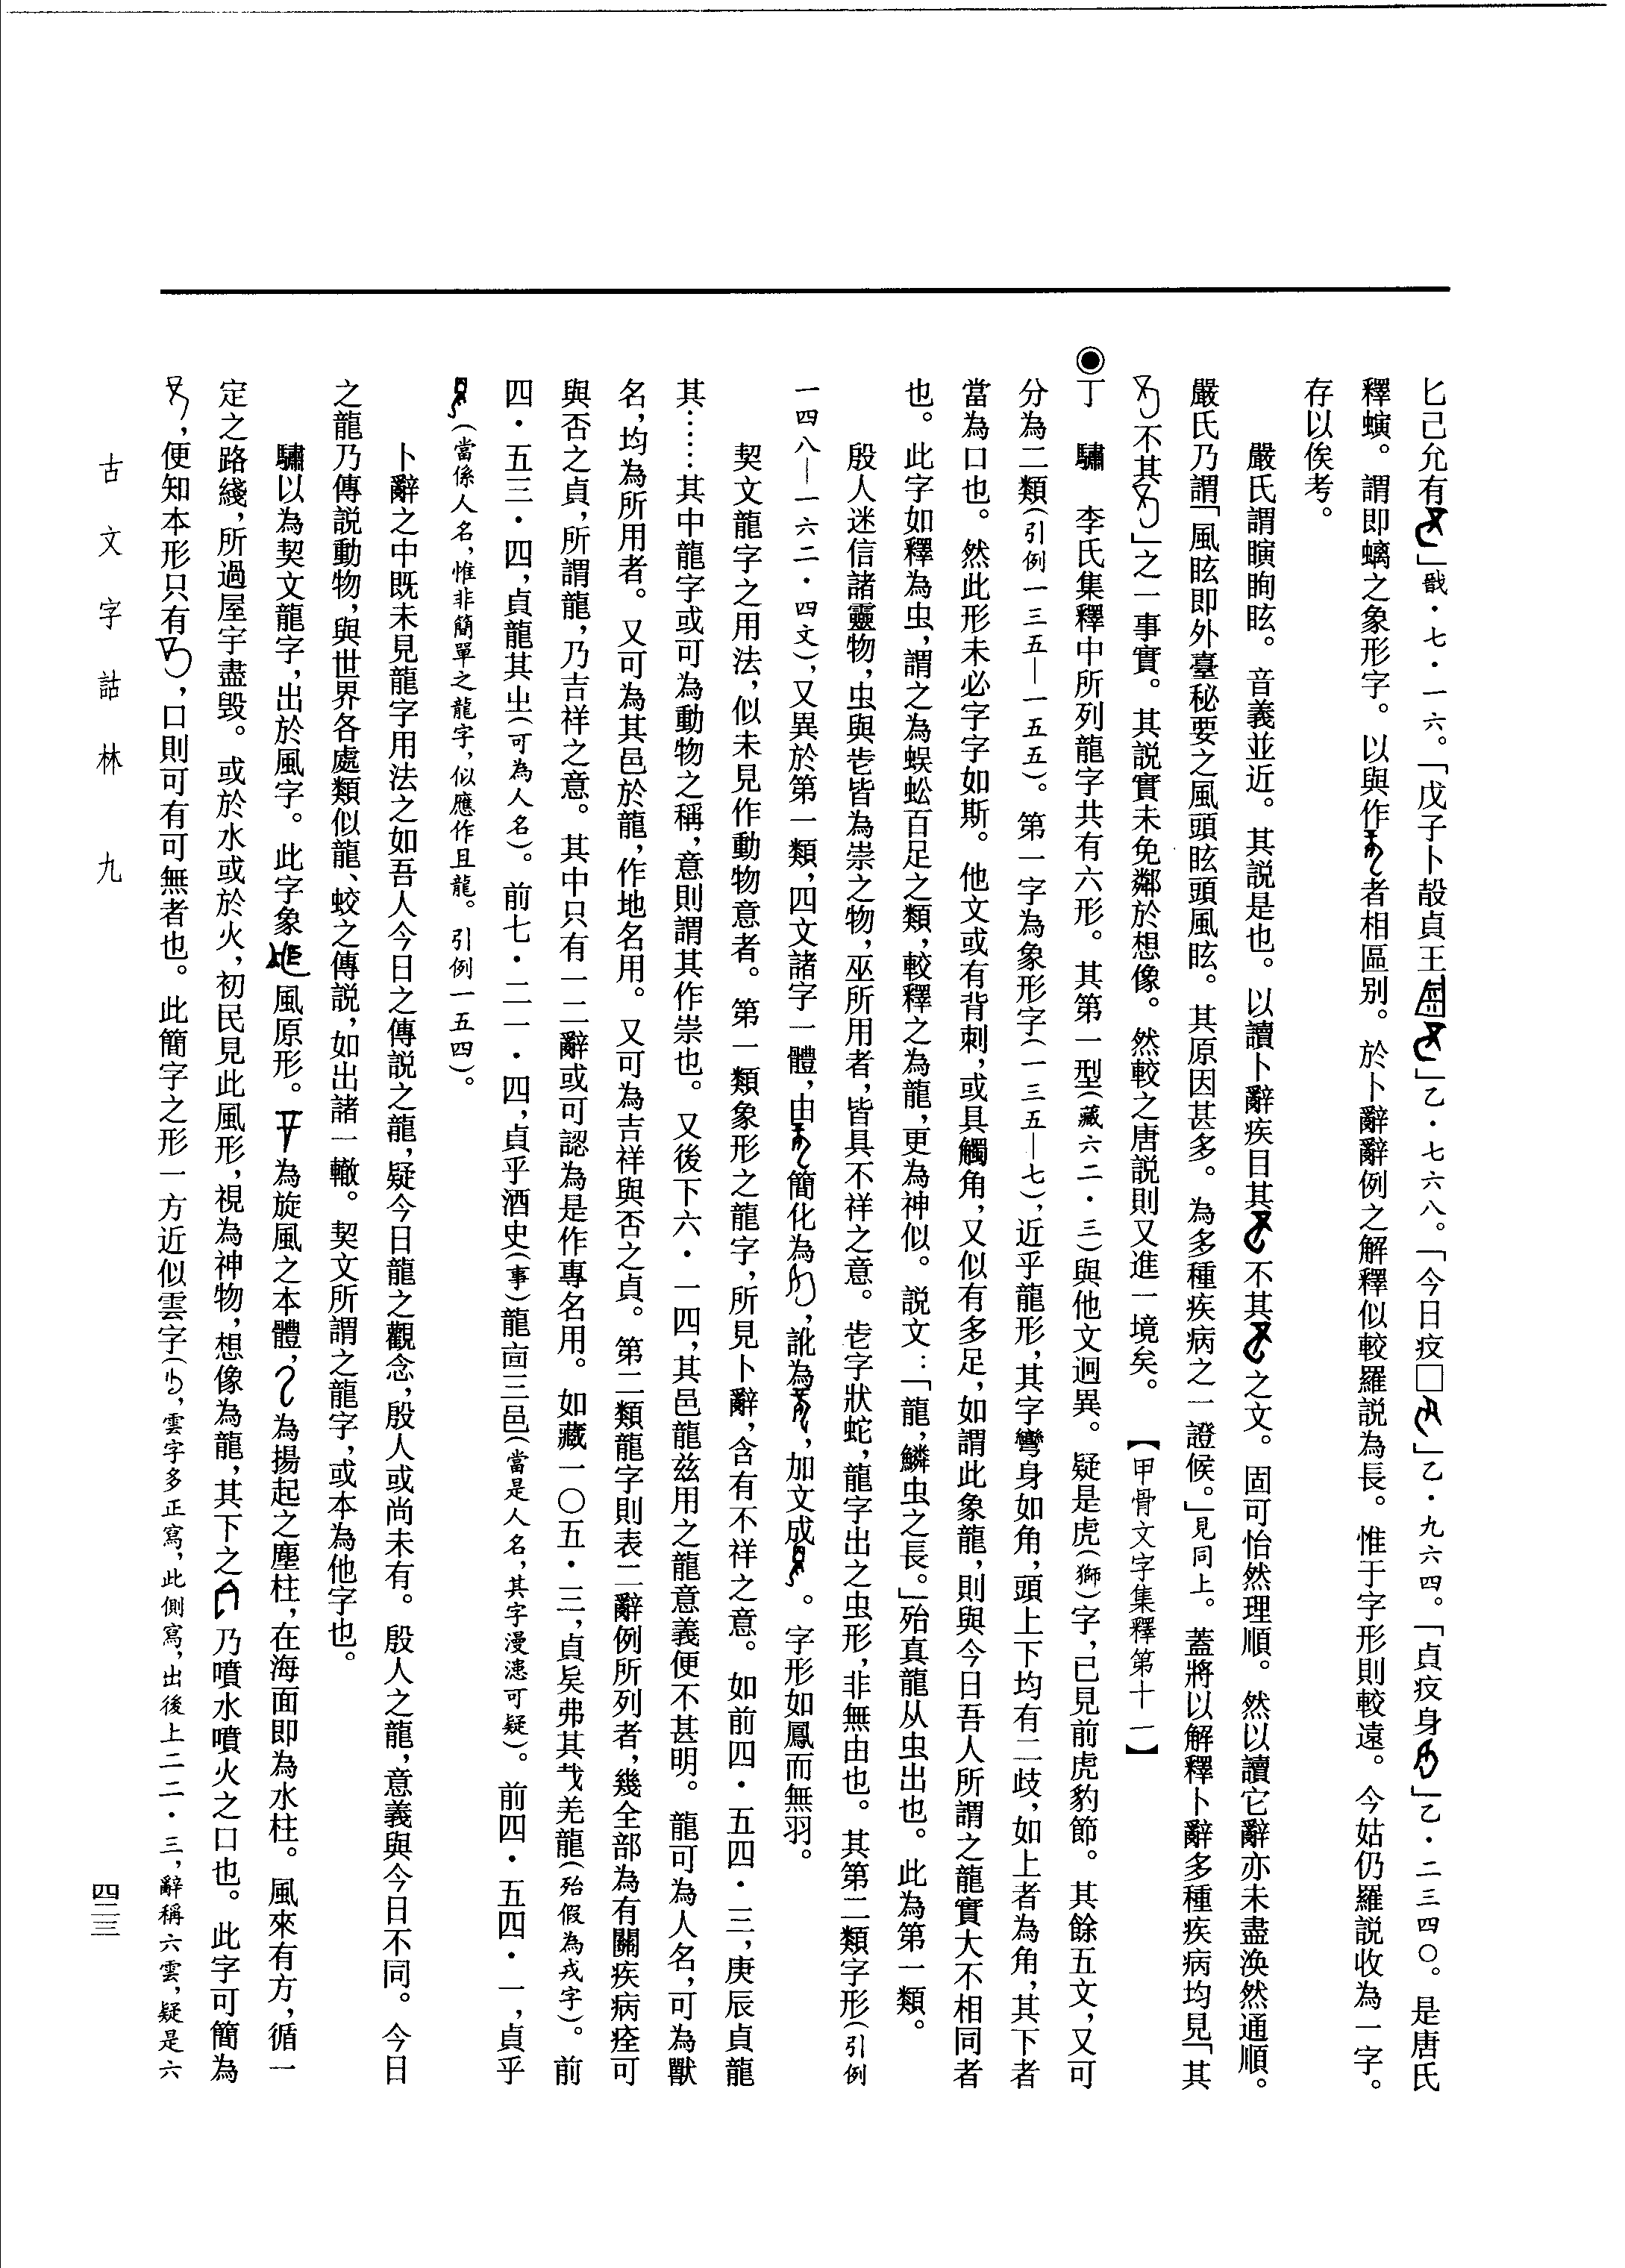 匕己允有」戩・七・一六。「戊子卜㱿貞王」乙・七六八。「今日疫□」乙・九六四。「貞疫身」乙・二三四〇。是唐氏
釋蟥。謂即螭之象形字。以與作者相區别。於卜辭辭例之解釋似較羅説為長。惟于字形則較遠。今姑仍羅説收為一字。
存以俟考。
嚴氏謂矌眴眩。音義並近。其説是也。以讀卜辭疾目其不其之文。固可怡然理順。然以讀它辭亦未盡渙然通順。
嚴氏乃謂「風眩即外臺秘要之風頭眩頭風眩。其原因甚多。為多種疾病之一證候。」見同上。蓋將以解釋卜辭多種疾病均見「其
不其」之一事實。其説實未免鄰於想像。然較之唐説則又進一境矣。【甲骨文字集釋第十一】
◉丁 驌 李氏集釋中所列龍字共有六形。其第一型(藏六二・三)與他文迥異。疑是虎(獅)字,已見前虎豹節。其餘五文,又可
分為二類(引例一三五—一五五)。第一字為象形字(一三五—七),近乎龍形,其字彎身如角,頭上下均有二歧,如上者為角,其下者
當為口也。然此形未必字字如斯。他文或有背刺,或具觸角,又似有多足,如謂此象龍,則與今日吾人所謂之龍實大不相同者
也。此字如釋為虫,謂之為蜈蚣百足之類,較釋之為龍,更為神似。説文:「龍,鱗虫之長。」殆真龍从虫出也。此為第一類。
殷人迷信諸靈物,虫與𧉞皆為祟之物,巫所用者,皆具不祥之意。𧉞字狀蛇,龍字出之虫形,非無由也。其第二類字形(引例
一四八—一六二・四文),又異於第一類,四文諸字一體,由簡化為,訛為,加文成。字形如鳳而無羽。
契文龍字之用法,似未見作動物意者。第一類象形之龍字,所見卜辭,含有不祥之意。如前四・五四・三,庚辰貞龍
其……其中龍字或可為動物之稱,意則謂其作祟也。又後下六・一四,其邑龍兹用之龍意義便不甚明。龍可為人名,可為獸
名,均為所用者。又可為其邑於龍,作地名用。又可為吉祥與否之貞。第二類龍字則表二辭例所列者,幾全部為有關疾病痊可
與否之貞,所謂龍,乃吉祥之意。其中只有一二辭或可認為是作專名用。如藏一〇五・三,貞矣弗其𢦏羌龍(殆假為戎字)。前
四・五三・四,貞龍其㞢(可為人名)。前七・二一・四,貞乎酒史(事)龍㐭三邑(當是人名,其字漫漶可疑)。前四・五四・一,貞乎
(當係人名,惟非簡單之龍字,似應作且龍。引例一五四)。
卜辭之中既未見龍字用法之如吾人今日之傳説之龍,疑今日龍之觀念,殷人或尚未有。殷人之龍,意義與今日不同。今日
之龍乃傳説動物,與世界各處類似龍、蛟之傳説,如出諸一轍。契文所謂之龍字,或本為他字也。
驌以為契文龍字,出於風字。此字象風原形。為旋風之本體,為揚起之塵柱,在海面即為水柱。風來有方,循一
定之路綫,所過屋宇盡毁。或於水或於火,初民見此風形,視為神物,想像為龍,其下之乃噴水噴火之口也。此字可簡為
,便知本形只有,口則可有可無者也。此簡字之形一方近似雲字(,雲字多正寫,此側寫,出後上二二・三,辭稱六雲,疑是六
古文字詁林 九
四二三